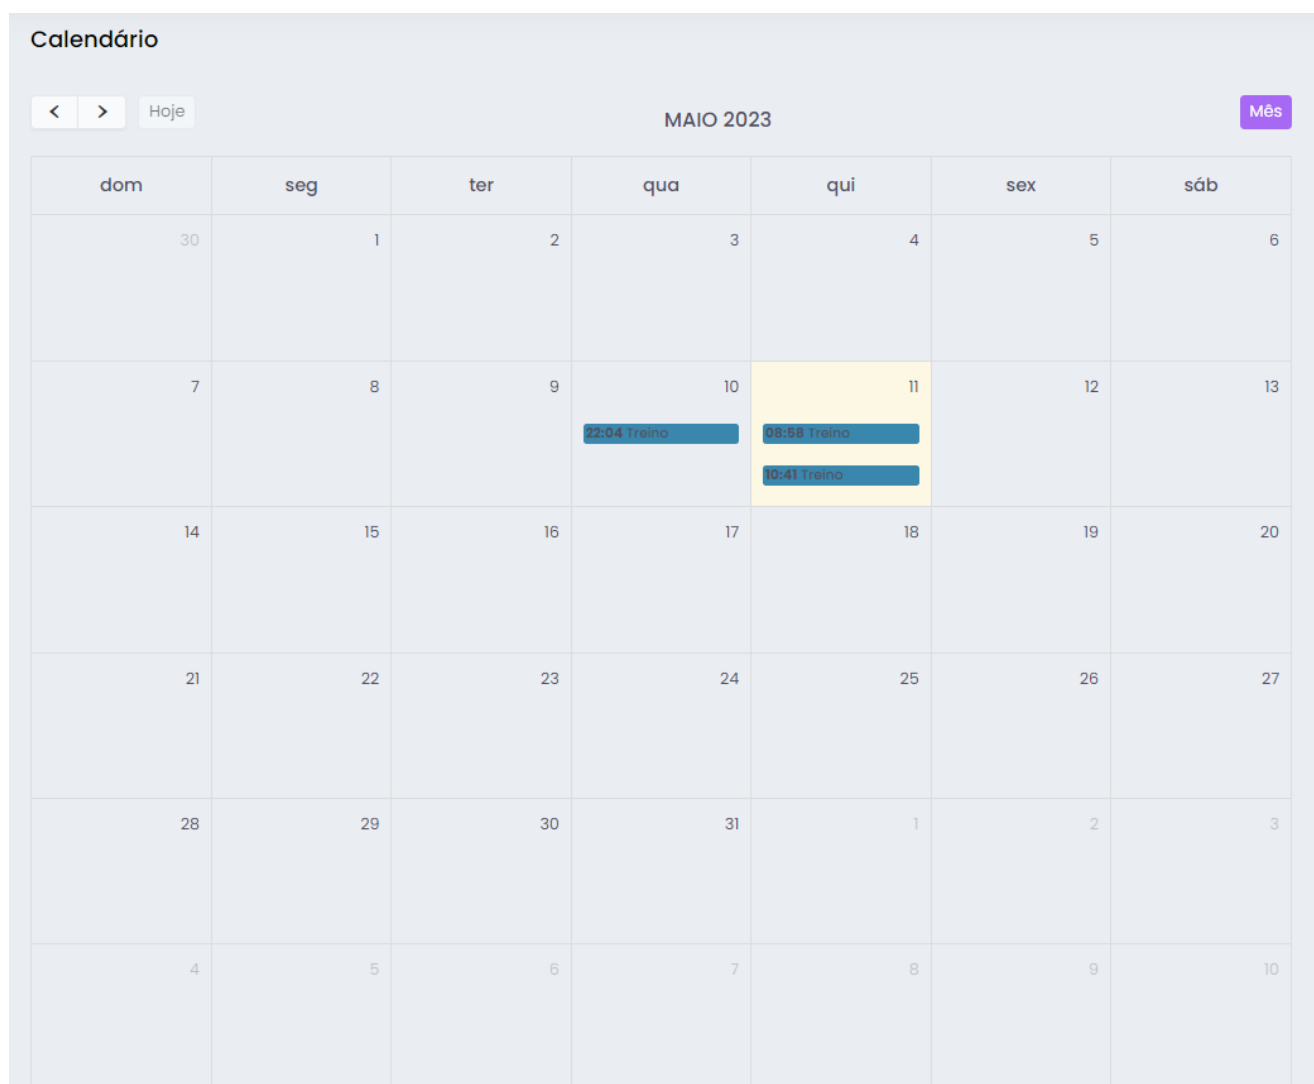 Calendário
< > Hoje MAIO 2023 Mês
dom seg ter qua qui sex sáb
30 1 2 3 4 5 6
7 8 9 10 11 12 13
22:04 Treino 08:58 Treino
10:41 Treino
14 15 16 17 18 19 20
21 22 23 24 25 26 27
28 29 30 31 1 2 3
4 5 6 7 8 9 10